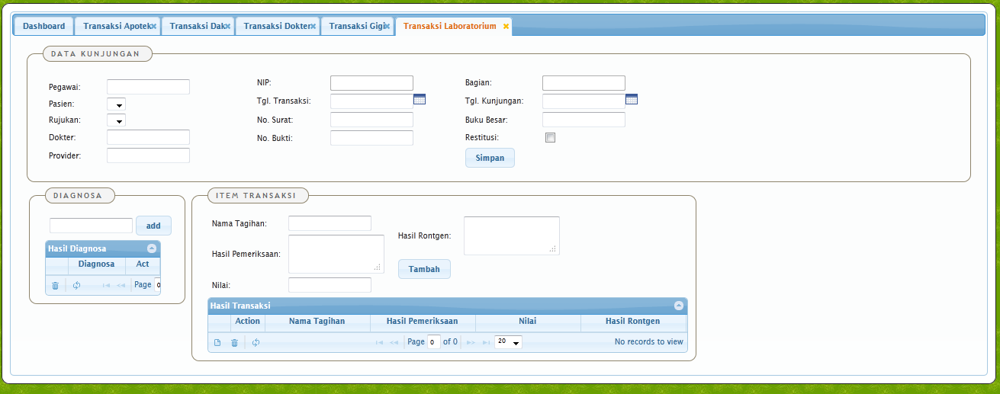 Dashboard Transaksi Apotek Transaksi Dak Transaksi Dokter Transaksi Gigi Transaksi Laboratorium
DATA KUNJUNGAN
Pegawai: NIP: Bagian:
Pasien: Tgl. Transaksi: Tgl. Kunjungan:
Rujukan: No. Surat: Buku Besar:
Dokter: No. Bukti: Restitusi:
Provider: Simpan
DIAGNOSA
add
Hasil Diagnosa
Diagnosa Act
Page 0
ITEM TRANSAKSI
Nama Tagihan: Hasil Rontgen:
Hasil Pemeriksaan:
Tambah
Nilai:
Hasil Transaksi
Action Nama Tagihan Hasil Pemeriksaan Nilai Hasil Rontgen
Page 0 of 0 20 No records to view